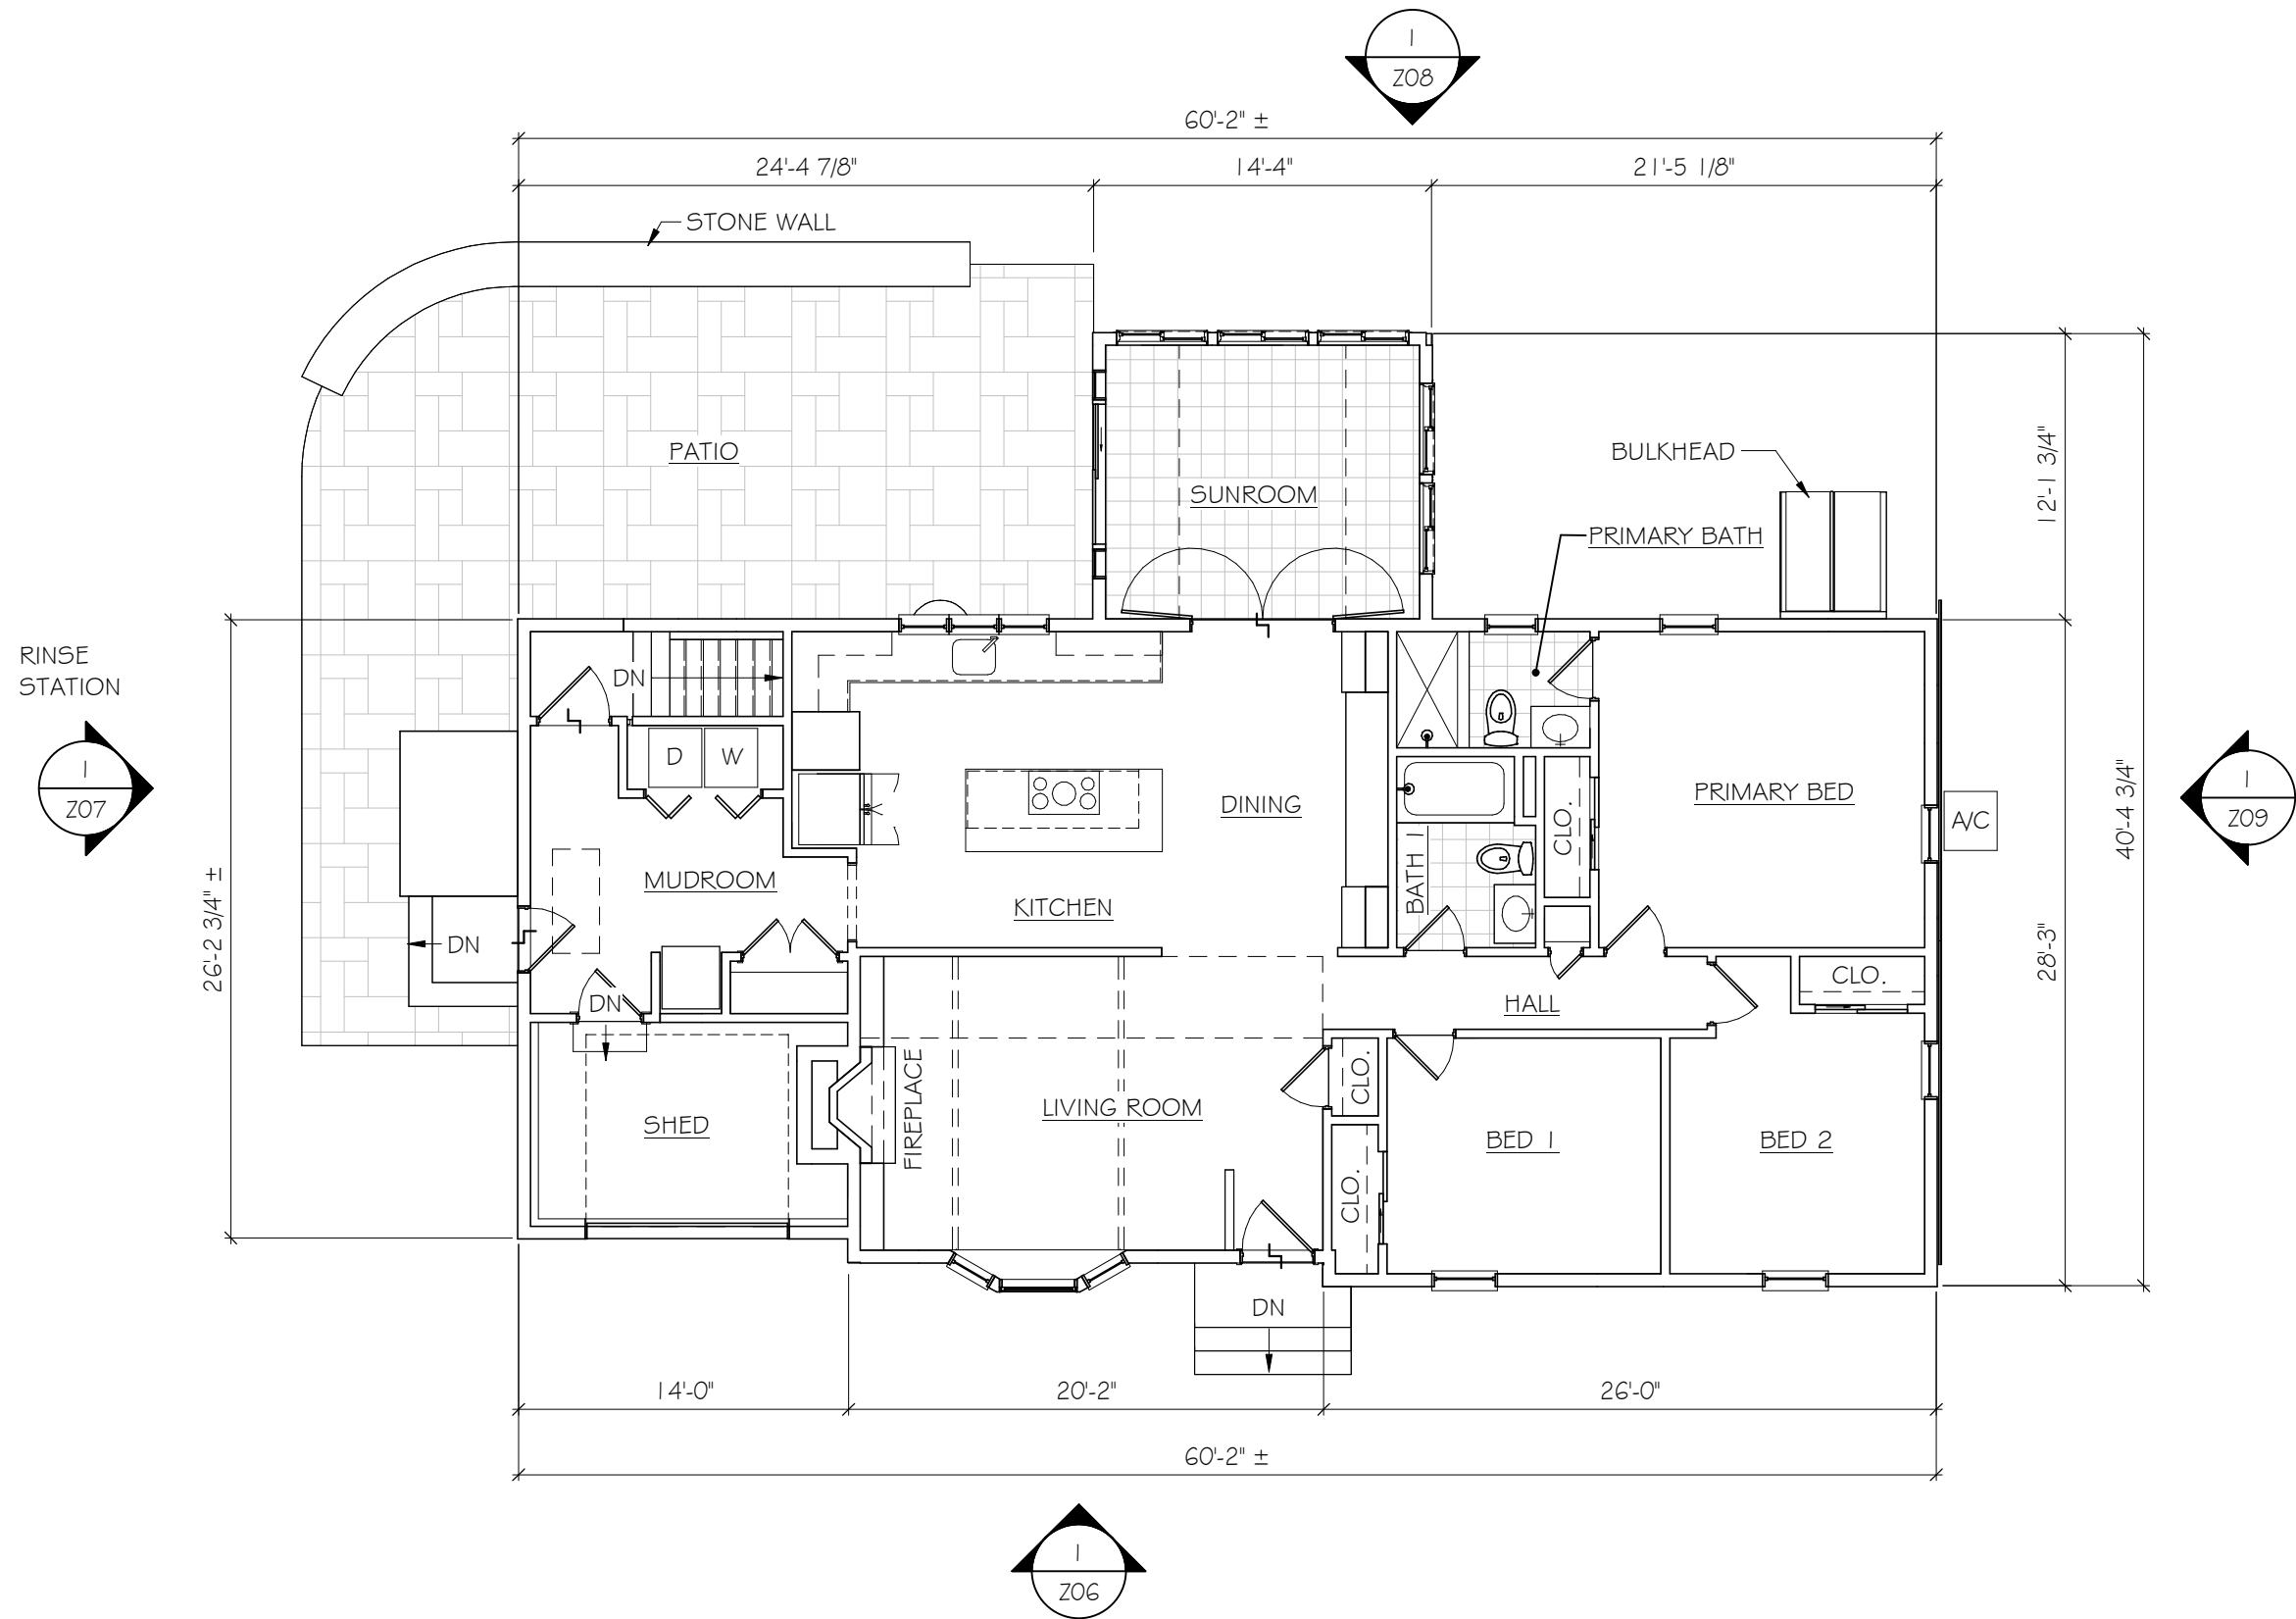 1
Z08
60'-2" ±
24'-4 7/8"
14'-4"
21'-5 1/8"
STONE WALL
PATIO
SUNROOM
BULKHEAD
PRIMARY BATH
12'-1 3/4"
RINSE
STATION
1
Z07
26'-2 3/4" ±
DN
D
W
MUDROOM
DN
DN
KITCHEN
DINING
BATH 1
CLO.
PRIMARY BED
A/C
1
Z09
40'-4 3/4"
28'-3"
CLO.
HALL
SHED
FIREPLACE
LIVING ROOM
CLO.
CLO.
BED 1
BED 2
DN
14'-0"
20'-2"
26'-0"
60'-2" ±
1
Z06